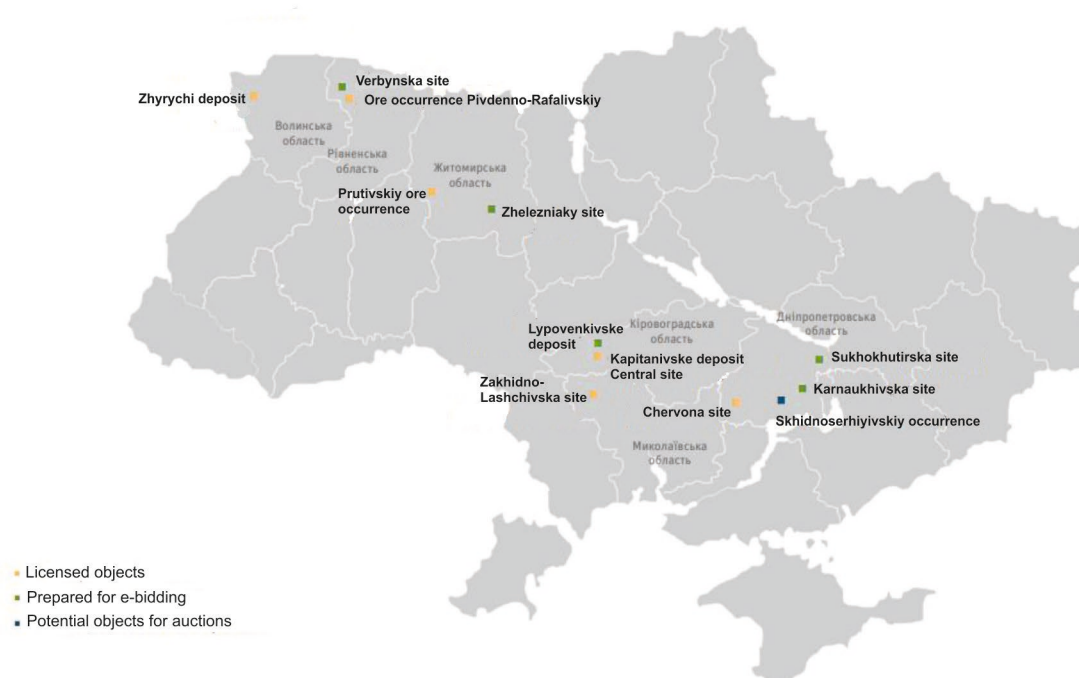 Verbynska site
Zhyrychi deposit
Ore occurrence Pivdenno-Rafalivskiy
Волинська
область
Рівненська
область
Житомирська
область
Prutivskiy ore
occurrence
Zhelezniaky site
Lypovenkivske
deposit
Кіровоградська
область
Дніпропетровська
область
Kapitanivske deposit
Central site
Sukhokhutirska site
Zakhidno-
Lashchivska site
Karnaukhivska site
Chervona site
Skhidnoserhiyivskiy occurrence
Миколаївська
область
Licensed objects
Prepared for e-bidding
Potential objects for auctions